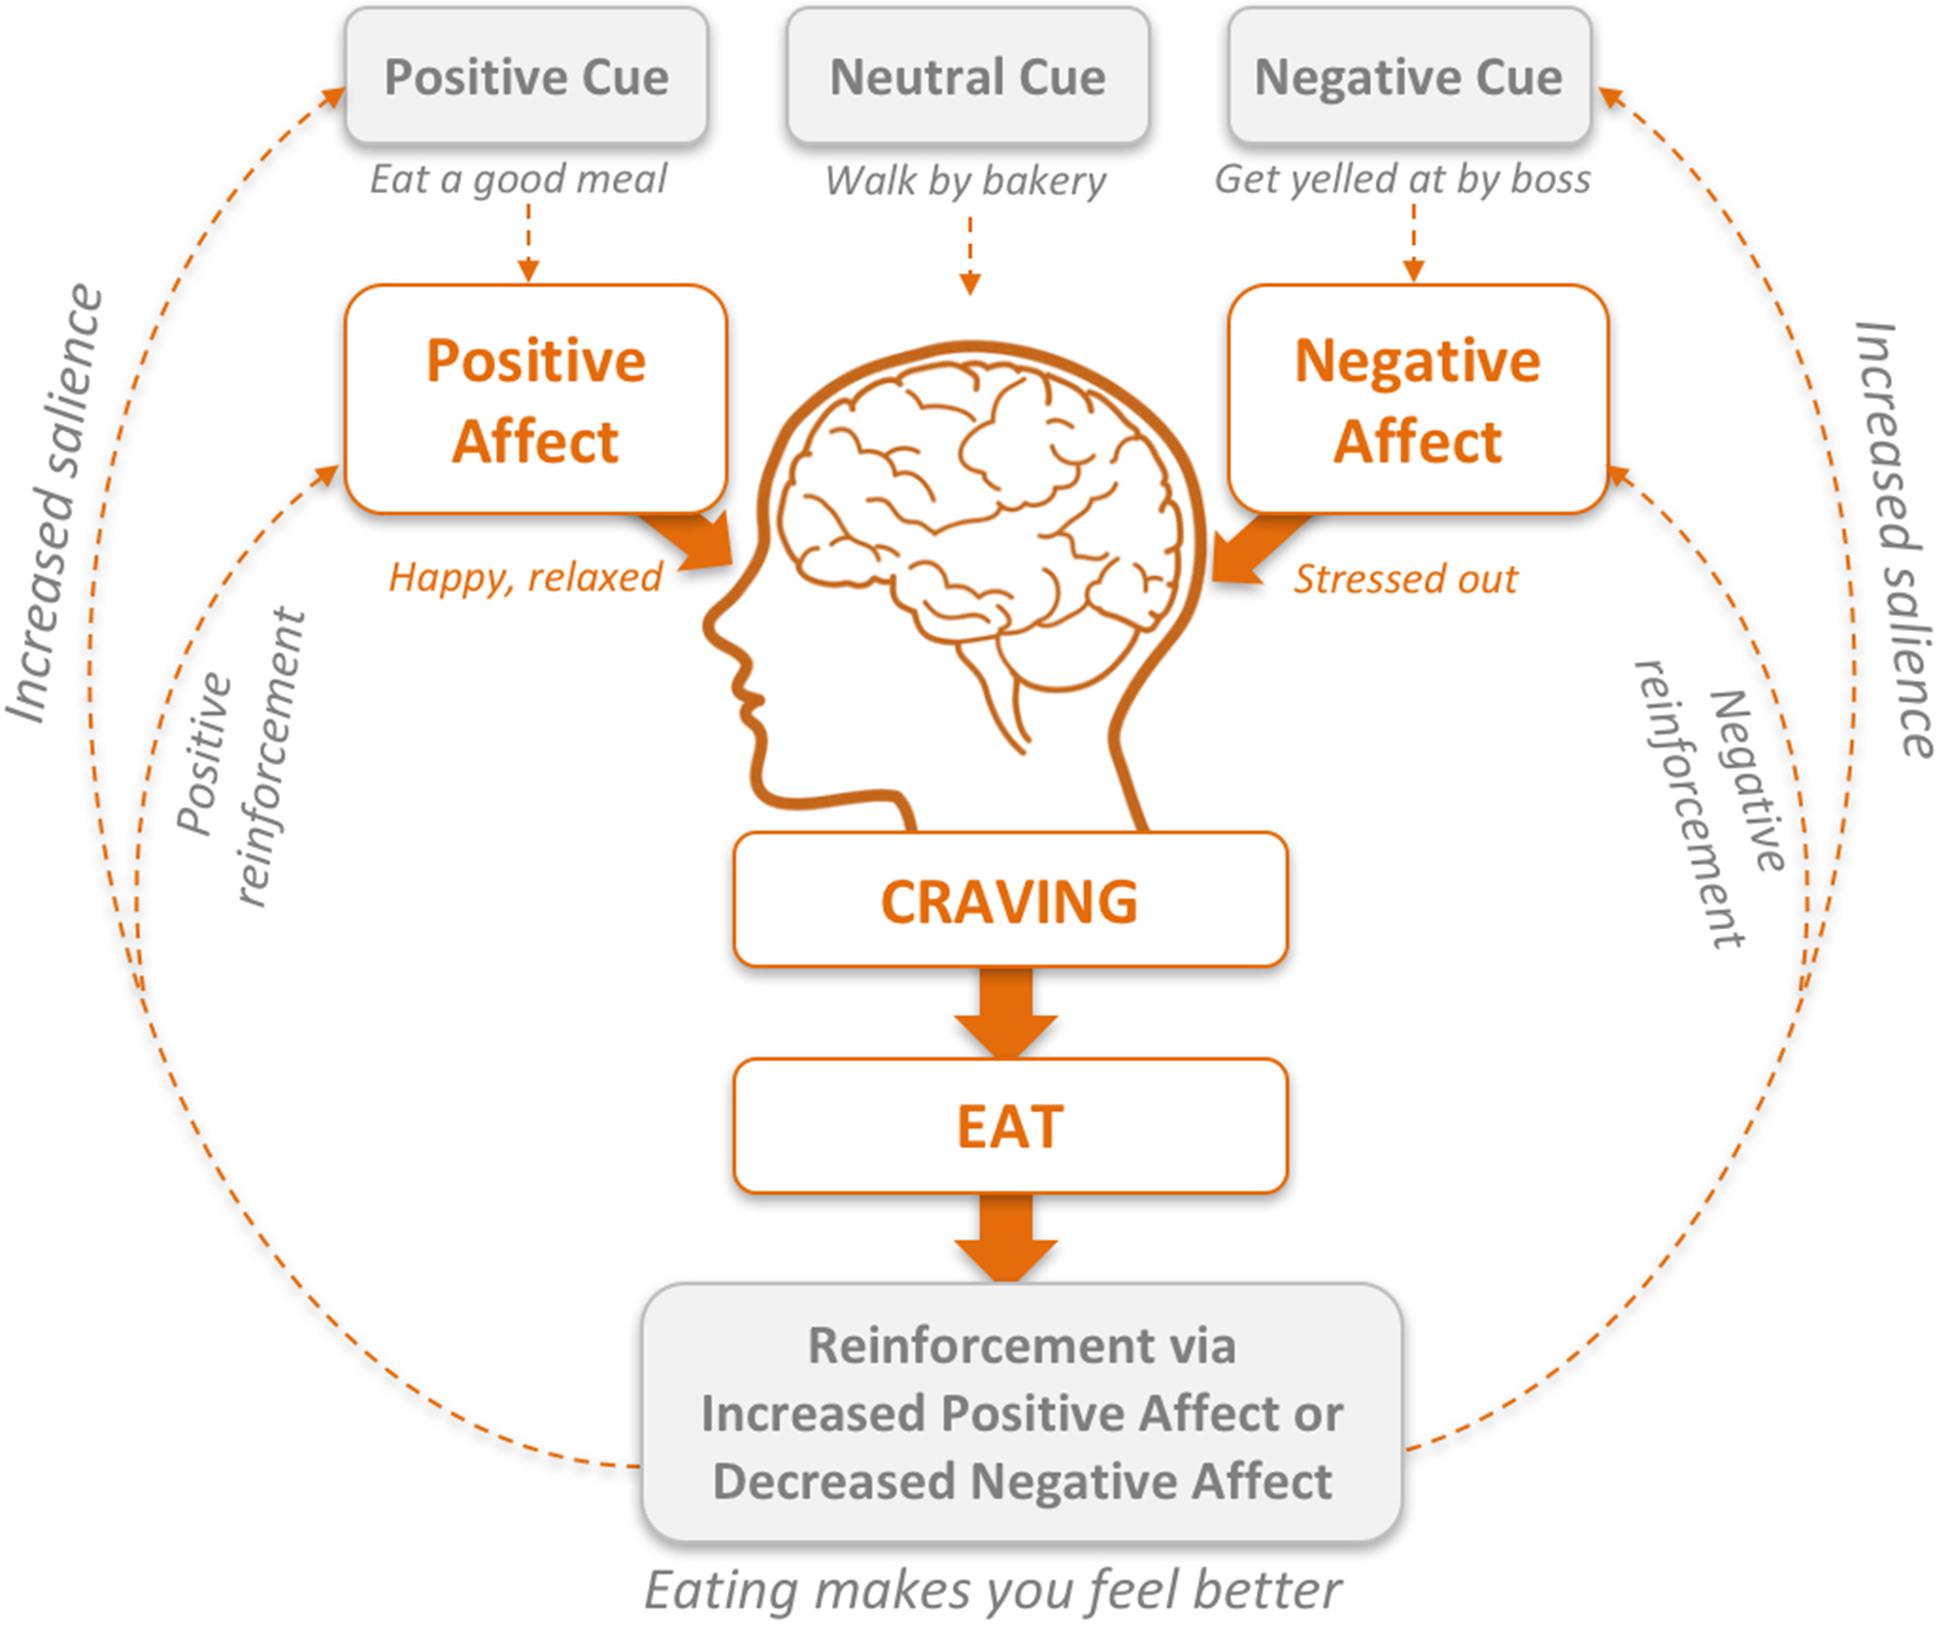 Positive Cue
Neutral Cue
Negative Cue
Eat a good meal
Walk by bakery
Get yelled at by boss
Positive
Affect
Negative
Affect
Happy, relaxed
Stressed out
Increased salience
Positive
reinforcement
Increased salience
Negative
reinforcement
CRAVING
EAT
Reinforcement via
Increased Positive Affect or
Decreased Negative Affect
Eating makes you feel better